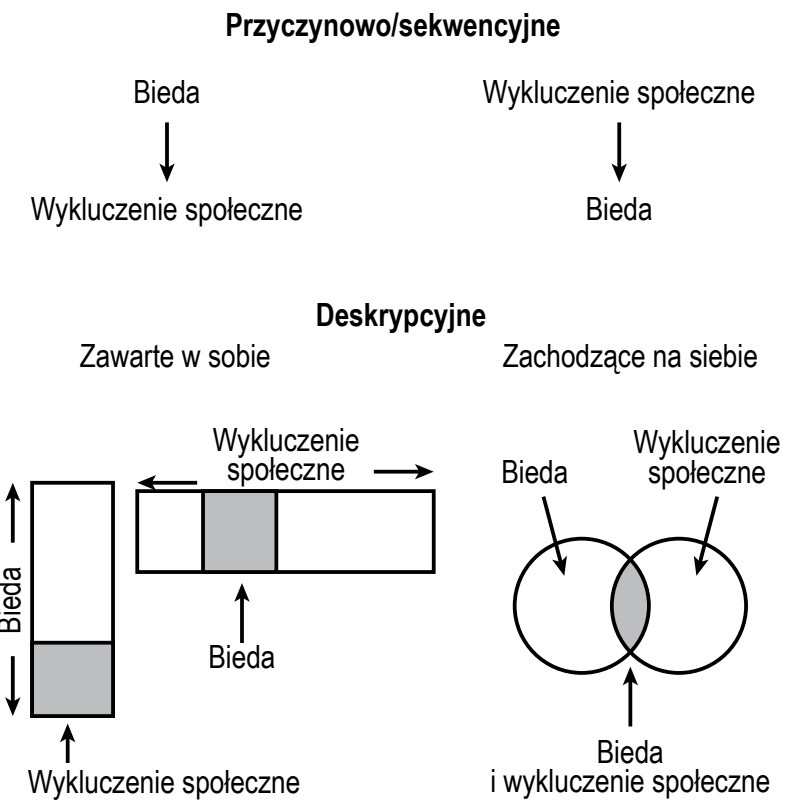 Przyczynowo/sekwencyjne
Bieda
Wykluczenie społeczne
Wykluczenie społeczne
Bieda
Deskrypcyjne
Zawarte w sobie
Zachodzące na siebie
Bieda
Wykluczenie społeczne
Wykluczenie
społeczne
Bieda
Bieda
Wykluczenie
społeczne
Bieda
i wykluczenie społeczne